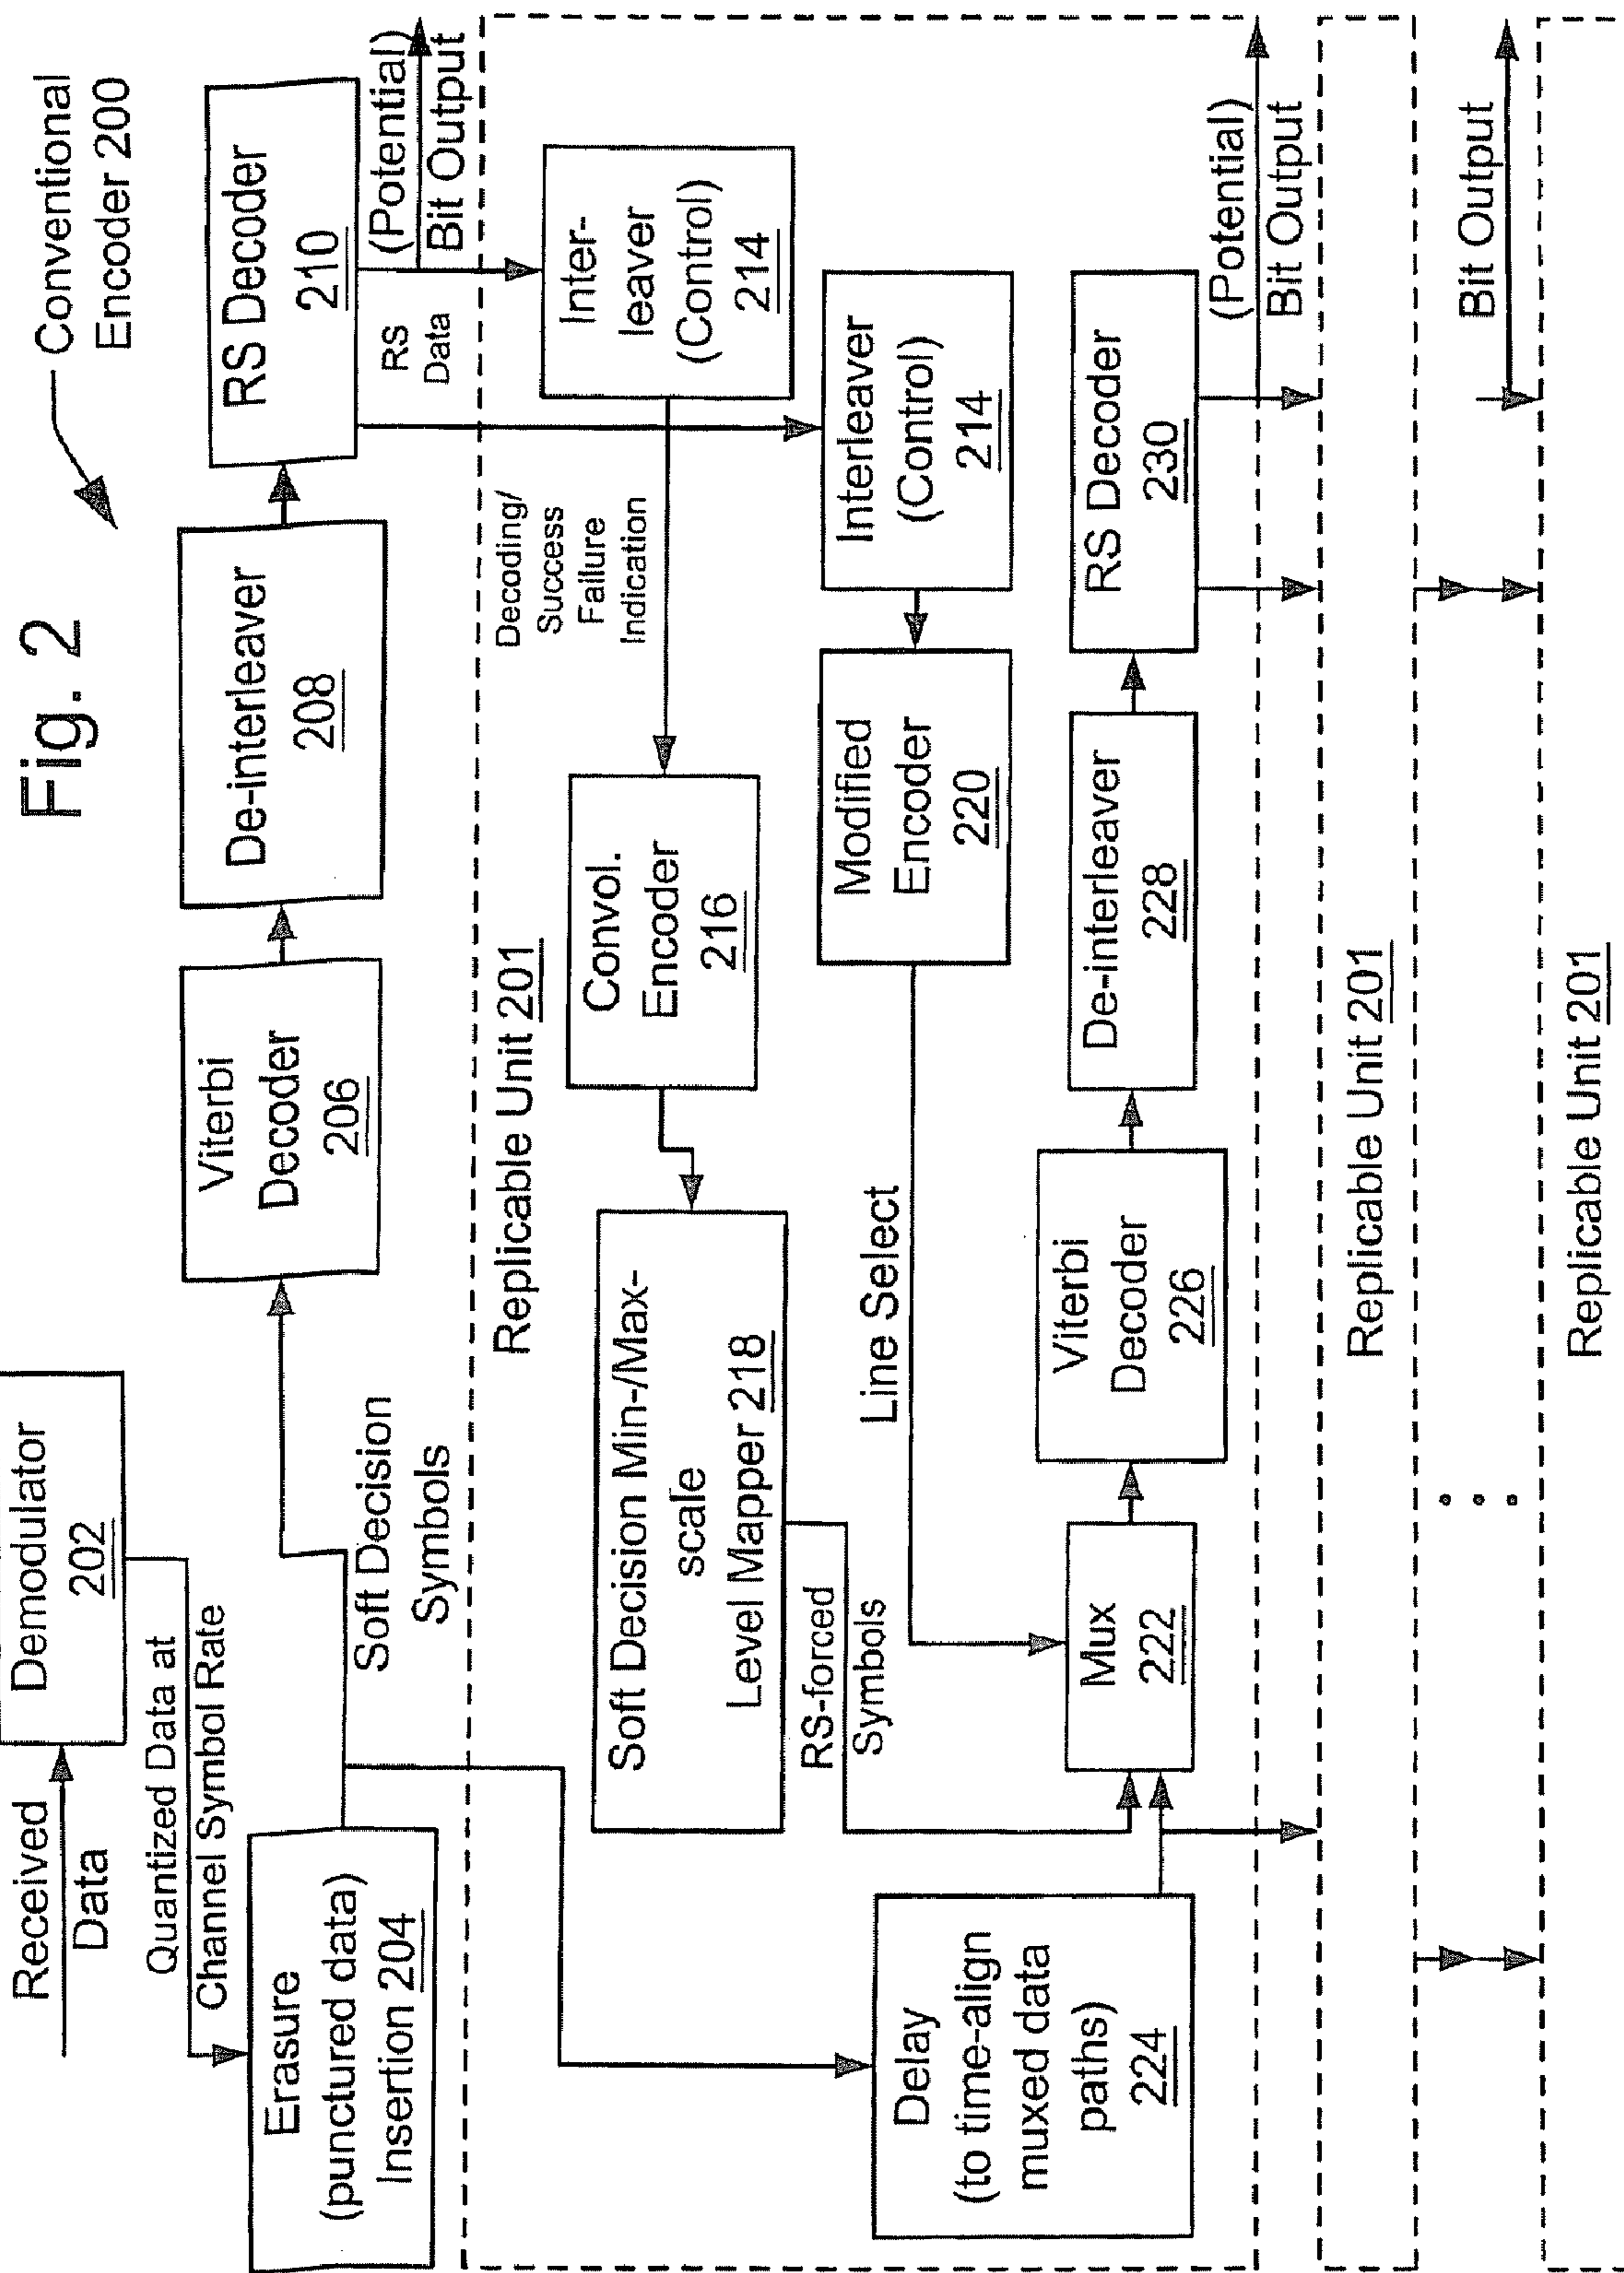 Fig. 2
Conventional
Encoder 200
Received
Data
Demodulator
202
Quantized Data at
Channel Symbol Rate
Erasure
(punctured data)
Insertion 204
Soft Decision
Symbols
Viterbi
Decoder
206
De-interleaver
208
RS Decoder
210
RS
Data
(Potential)
Bit Output
Replicable Unit 201
Decoding/
Success
Failure
Indication
Inter-
leaver
(Control)
214
Convol.
Encoder
216
Soft Decision Min-/Max-
scale
Level Mapper 218
RS-forced
Symbols
Line Select
Modified
Encoder
220
Interleaver
(Control)
214
Delay
(to time-align
muxed data
paths)
224
Mux
222
Viterbi
Decoder
226
De-interleaver
228
RS Decoder
230
(Potential)
Bit Output
Replicable Unit 201
Bit Output
Replicable Unit 201